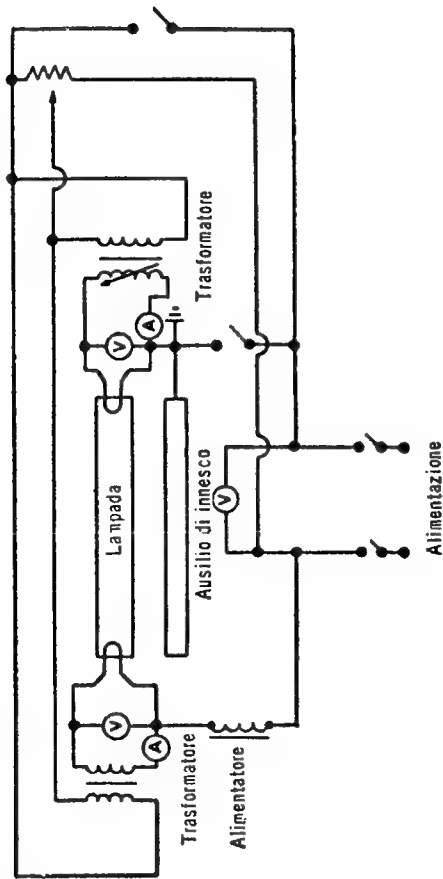 Trasformatore
A
V
Lampada
Ausilio di innesco
V
V
A
Trasformatore
Alimentatore
Alimentazione